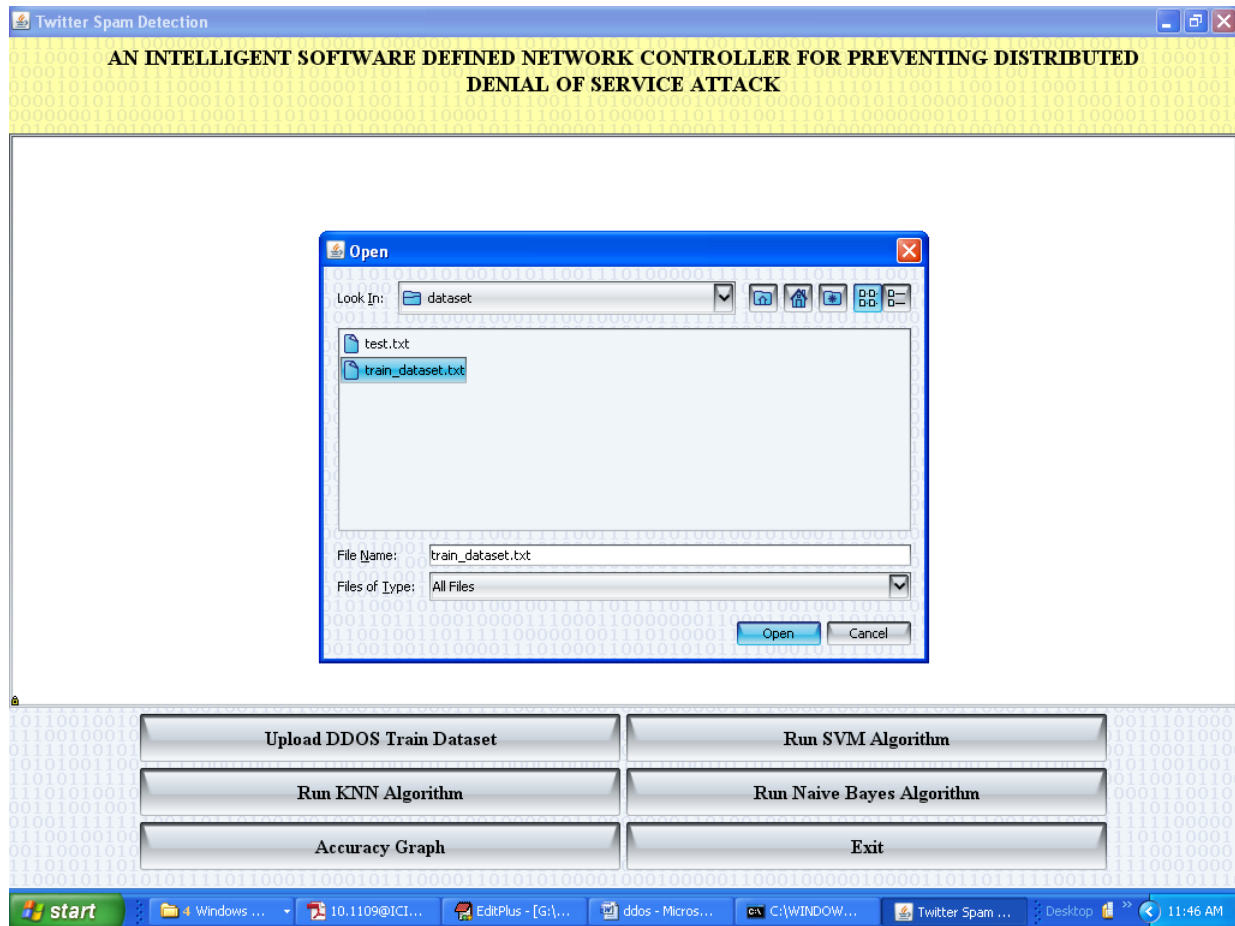 Twitter Spam Detection
AN INTELLIGENT SOFTWARE DEFINED NETWORK CONTROLLER FOR PREVENTING DISTRIBUTED
DENIAL OF SERVICE ATTACK
Open
Look In:
dataset
test.txt
train_dataset.txt
File Name:
train_dataset.txt
Files of Type:
All Files
Open
Cancel
Upload DDOS Train Dataset
Run SVM Algorithm
Run KNN Algorithm
Run Naive Bayes Algorithm
Accuracy Graph
Exit
start
4 Windows ...
10.1109@ICI...
EditPlus - [G:\...
ddos - Micros...
C:\WINDOW...
Twitter Spam ...
Desktop
11:46 AM